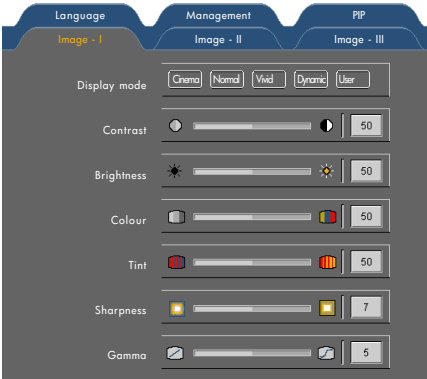 Language Management PIP
Image - I Image - II Image - III
Display mode Cinema Normal Vivid Dynamic User
Contrast 50
Brightness 50
Colour 50
Tint 50
Sharpness 7
Gamma 5